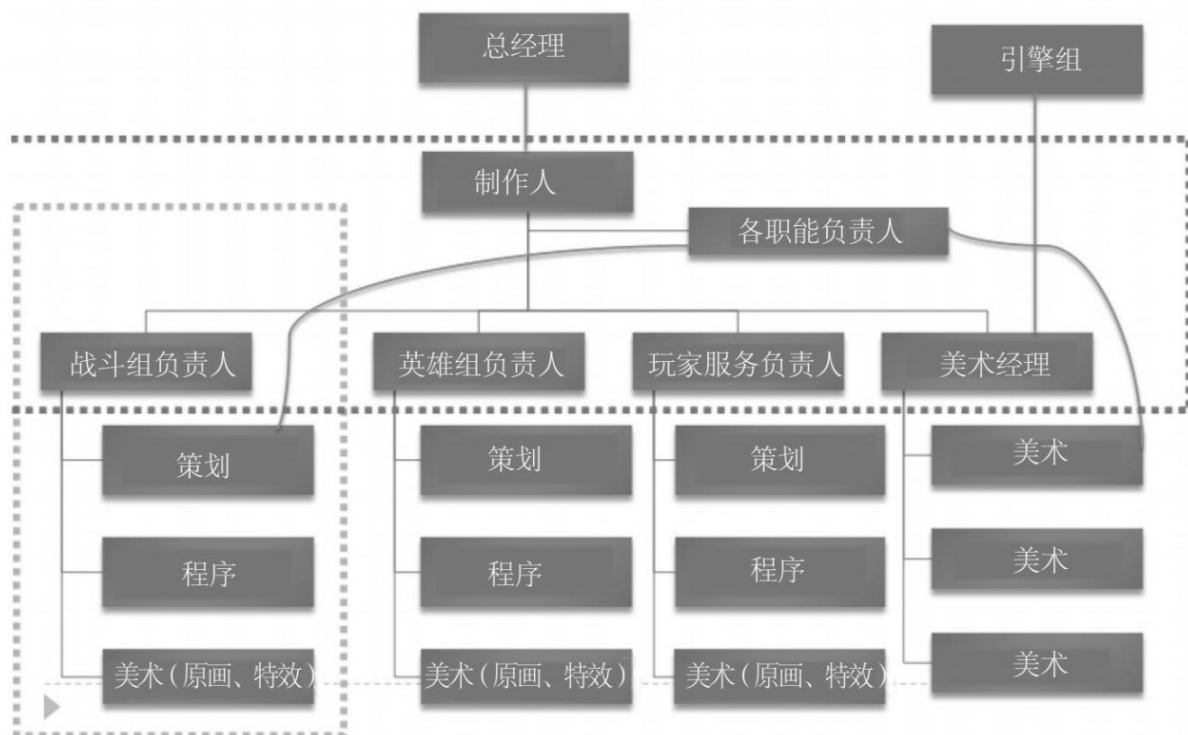 总经理
引擎组
制作人
各职能负责人
战斗组负责人
英雄组负责人
玩家服务负责人
美术经理
策划
策划
策划
美术
程序
程序
程序
美术
美术（原画、特效）
美术（原画、特效）
美术（原画、特效）
美术